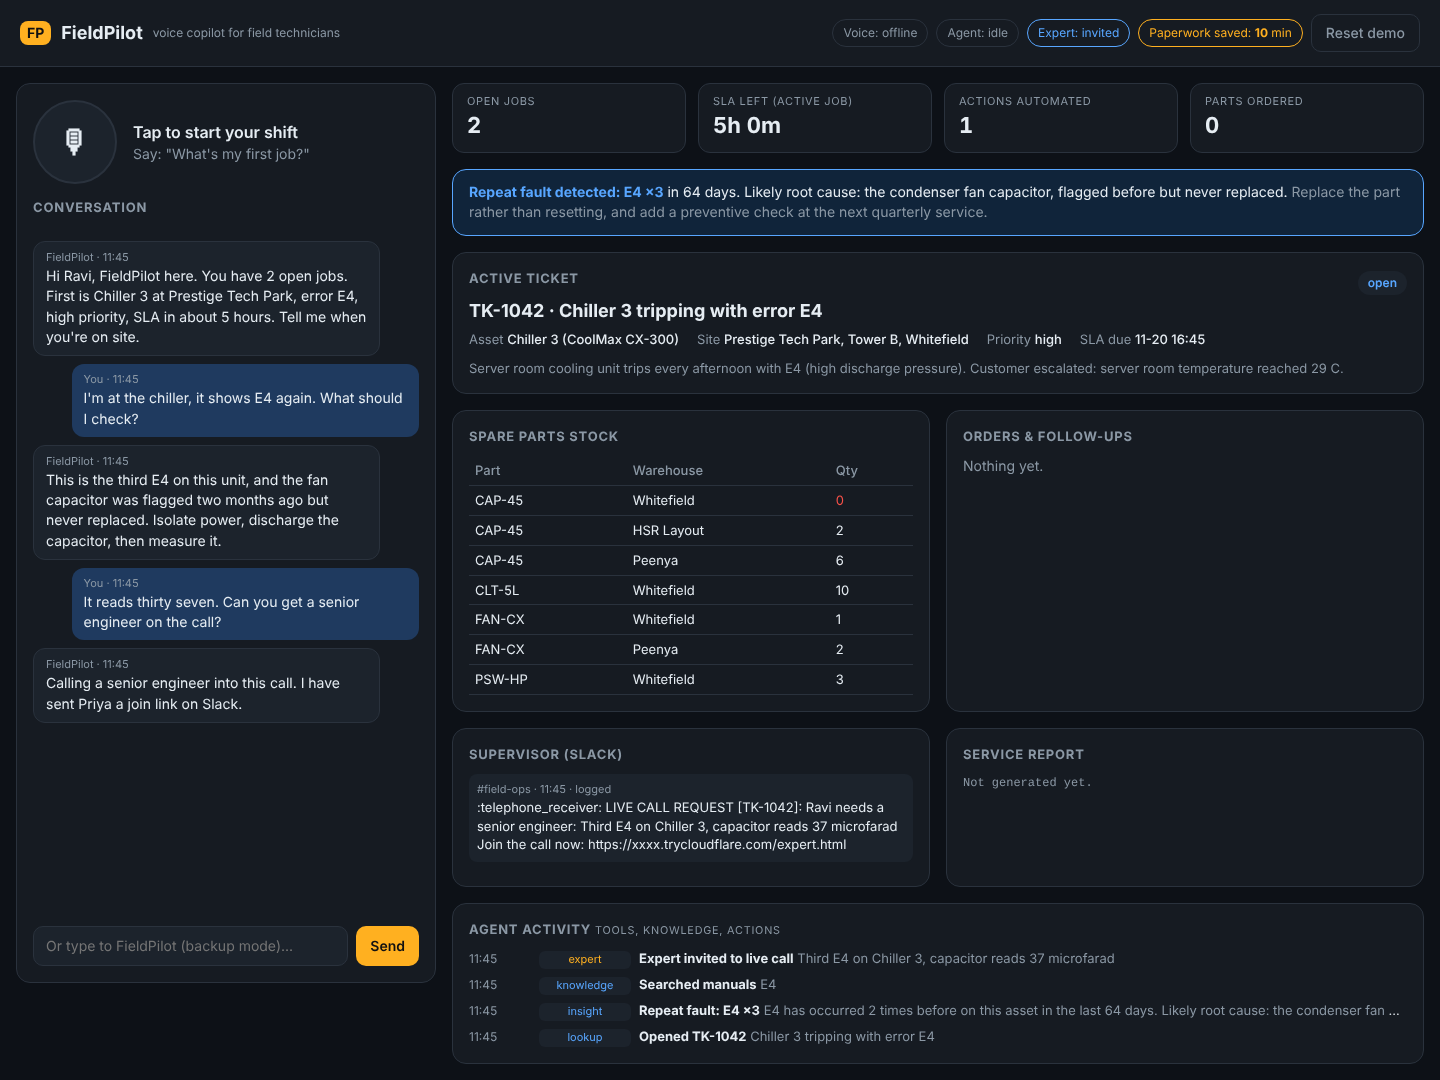 FP FieldPilot voice copilot for field technicians
Voice: offline
Agent: idle
Expert: invited
Paperwork saved: 10 min
Reset demo
Tap to start your shift
Say: "What's my first job?"
CONVERSATION
FieldPilot · 11:45
Hi Ravi, FieldPilot here. You have 2 open jobs.
First is Chiller 3 at Prestige Tech Park, error E4,
high priority, SLA in about 5 hours. Tell me when
you're on site.
You · 11:45
I'm at the chiller, it shows E4 again. What should
I check?
FieldPilot · 11:45
This is the third E4 on this unit, and the fan
capacitor was flagged two months ago but
never replaced. Isolate power, discharge the
capacitor, then measure it.
You · 11:45
It reads thirty seven. Can you get a senior
engineer on the call?
FieldPilot · 11:45
Calling a senior engineer into this call. I have
sent Priya a join link on Slack.
Or type to FieldPilot (backup mode)...
Send
OPEN JOBS
2
SLA LEFT (ACTIVE JOB)
5h 0m
ACTIONS AUTOMATED
1
PARTS ORDERED
0
Repeat fault detected: E4 ×3 in 64 days. Likely root cause: the condenser fan capacitor, flagged before but never replaced. Replace the part
rather than resetting, and add a preventive check at the next quarterly service.
ACTIVE TICKET
open
TK-1042 · Chiller 3 tripping with error E4
Asset Chiller 3 (CoolMax CX-300) Site Prestige Tech Park, Tower B, Whitefield Priority high SLA due 11-20 16:45
Server room cooling unit trips every afternoon with E4 (high discharge pressure). Customer escalated: server room temperature reached 29 C.
SPARE PARTS STOCK
Part Warehouse Qty
CAP-45 Whitefield 0
CAP-45 HSR Layout 2
CAP-45 Peenya 6
CLT-5L Whitefield 10
FAN-CX Whitefield 1
FAN-CX Peenya 2
PSW-HP Whitefield 3
ORDERS & FOLLOW-UPS
Nothing yet.
SUPERVISOR (SLACK)
#field-ops · 11:45 · logged
:telephone_receiver: LIVE CALL REQUEST [TK-1042]: Ravi needs a
senior engineer: Third E4 on Chiller 3, capacitor reads 37 microfarad
Join the call now: https://xxxx.trycloudflare.com/expert.html
SERVICE REPORT
Not generated yet.
AGENT ACTIVITY TOOLS, KNOWLEDGE, ACTIONS
11:45 expert Expert invited to live call Third E4 on Chiller 3, capacitor reads 37 microfarad
11:45 knowledge Searched manuals E4
11:45 insight Repeat fault: E4 ×3 E4 has occurred 2 times before on this asset in the last 64 days. Likely root cause: the condenser fan ...
11:45 lookup Opened TK-1042 Chiller 3 tripping with error E4